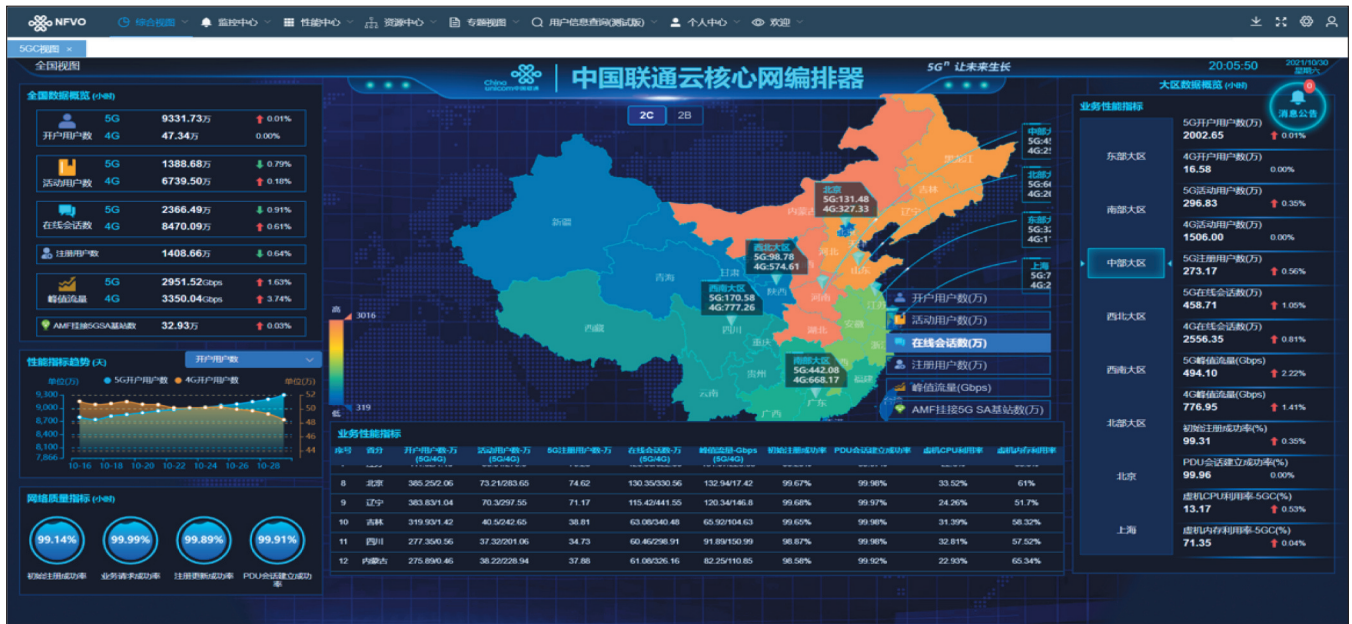 NFVO 综合视图 监控中心 性能中心 资源中心 专题视图 用户信息查询(测试版) 个人中心 欢迎
5GC视图 ×
全国视图
China unicom中国联通 中国联通云核心网编排器
5Gⁿ 让未来生长
20:05:50 2021/10/30 星期六
全国数据概览 (小时)
5G 9331.73万 0.01%
开户用户数 4G 47.34万 0.00%
5G 1388.68万 0.79%
活动用户数 4G 6739.50万 0.18%
5G 2366.49万 0.91%
在线会话数 4G 8470.09万 0.61%
注册用户数 1408.66万 0.64%
5G 2951.52Gbps 1.63%
峰值流量 4G 3350.04Gbps 3.74%
AMF挂接5GSA基站数 32.93万 0.03%
性能指标趋势 (天) 开户用户数
单位(万) 5G开户用户数 4G开户用户数 单位(万)
9,300 52
9,000 50
8,700 48
8,400 46
8,100 44
7,866
10-16 10-18 10-20 10-22 10-24 10-26 10-28
网络质量指标 (小时)
99.14% 99.99% 99.89% 99.91%
初始注册成功率 业务请求成功率 注册更新成功率 PDU会话建立成功率
2C 2B
黑龙江
吉林
辽宁
内蒙古
新疆
北京
5G:131.48
4G:327.33
天津
河北
山东
西北大区
5G:98.78
4G:574.61
青海
甘肃
陕西
河南
西南大区
5G:170.58
4G:777.26
西藏
四川
重庆
湖北
安徽
贵州
南部大区
5G:442.08
4G:668.17
福建
云南
广西
广东
高 3016
低 319
开户用户数(万)
活动用户数(万)
在线会话数(万)
注册用户数(万)
峰值流量(Gbps)
AMF挂接5G SA基站数(万)
业务性能指标
序号 省分 开户用户数-万(5G/4G) 活动用户数-万(5G/4G) 5G注册用户数-万 在线会话数-万(5G/4G) 峰值流量-Gbps(5G/4G) 初始注册成功率 PDU会话建立成功率 虚机CPU利用率 虚机内存利用率
8 北京 385.25/2.06 73.21/283.65 74.62 130.35/330.56 132.94/17.42 99.67% 99.98% 33.52% 61%
9 辽宁 383.83/1.04 70.3/297.55 71.17 115.42/441.55 120.34/146.8 99.68% 99.97% 24.26% 51.7%
10 吉林 319.93/1.42 40.5/242.65 38.81 63.08/340.48 65.92/104.63 99.65% 99.98% 31.39% 58.32%
11 四川 277.35/0.56 37.32/201.06 34.73 60.46/298.91 91.89/150.99 98.87% 99.98% 32.81% 57.52%
12 内蒙古 275.89/0.46 38.22/228.94 37.88 61.08/326.16 82.25/110.85 98.58% 99.92% 22.93% 65.34%
大区数据概览 (小时)
0
消息公告
业务性能指标
东部大区
南部大区
中部大区
西北大区
西南大区
北部大区
北京
上海
5G开户用户数(万)
2002.65 0.01%
4G开户用户数(万)
16.58 0.00%
5G活动用户数(万)
296.83 0.35%
4G活动用户数(万)
1506.00 0.00%
5G注册用户数(万)
273.17 0.56%
5G在线会话数(万)
458.71 1.05%
4G在线会话数(万)
2556.35 0.81%
5G峰值流量(Gbps)
494.10 2.22%
4G峰值流量(Gbps)
776.95 1.41%
初始注册成功率(%)
99.31 0.35%
PDU会话建立成功率(%)
99.96 0.00%
虚机CPU利用率-5GC(%)
13.17 0.53%
虚机内存利用率-5GC(%)
71.35 0.04%